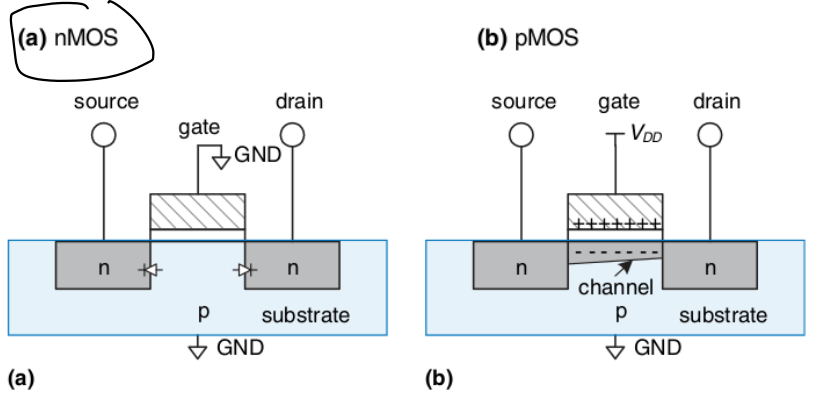 (a) nMOS
(b) pMOS
source
gate
drain
GND
n
n
p
substrate
GND
(a)
source
gate
drain
VDD
+++++++
- - - - - - -
n
channel
n
p
substrate
GND
(b)